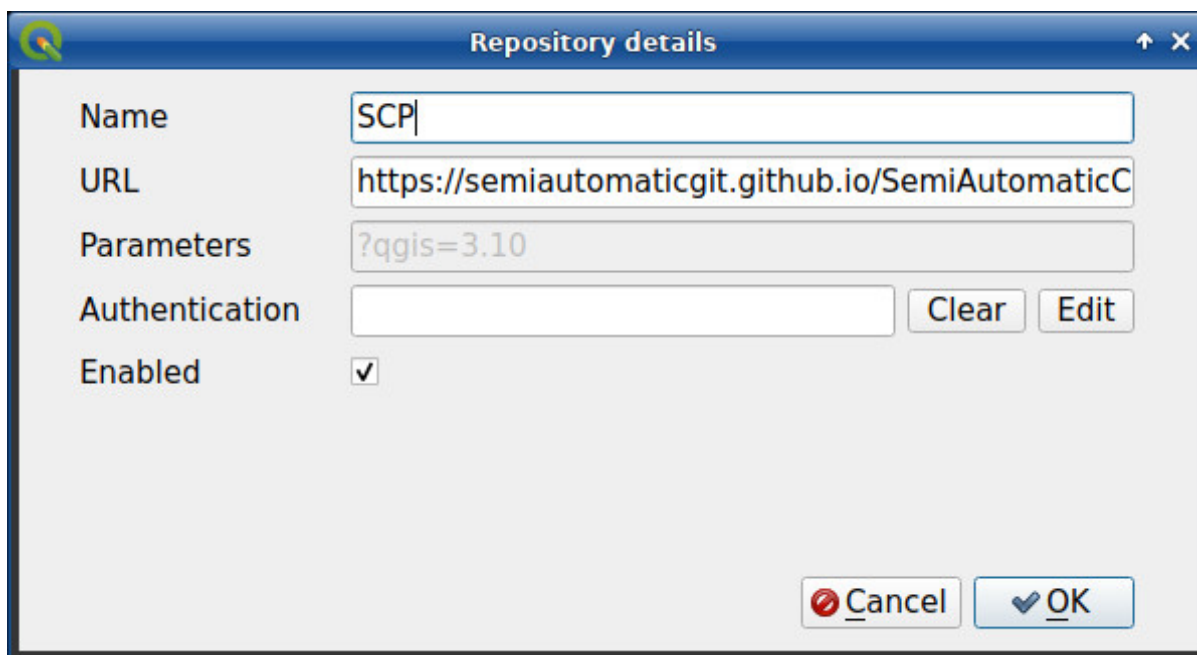 Repository details
Name SCP
URL https://semiautomaticgit.github.io/SemiAutomaticC
Parameters ?qgis=3.10
Authentication Clear Edit
Enabled
Cancel OK